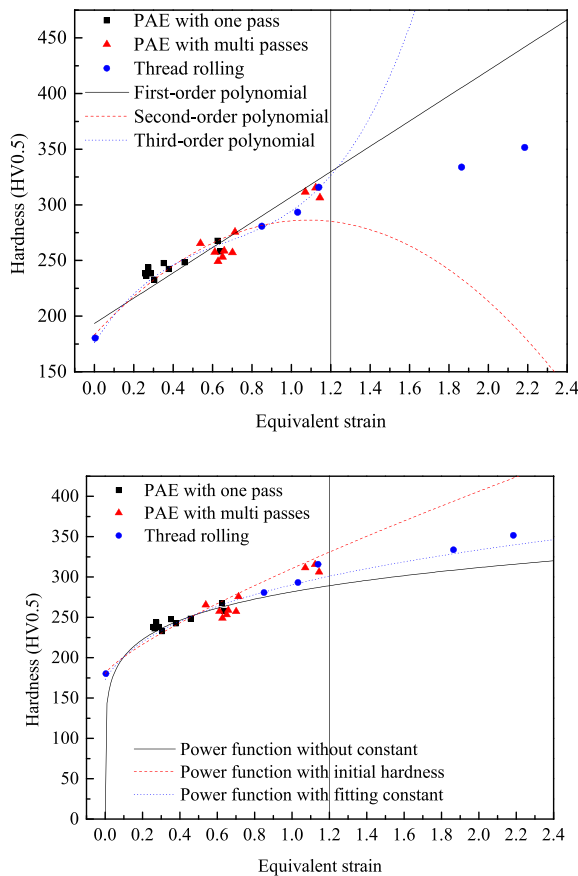 PAE with one pass
PAE with multi passes
Thread rolling
First-order polynomial
Second-order polynomial
Third-order polynomial
Hardness (HV0.5)
450
400
350
300
250
200
150
0.0 0.2 0.4 0.6 0.8 1.0 1.2 1.4 1.6 1.8 2.0 2.2 2.4
Equivalent strain
PAE with one pass
PAE with multi passes
Thread rolling
Hardness (HV0.5)
400
350
300
250
200
150
100
50
0
Power function without constant
Power function with initial hardness
Power function with fitting constant
0.0 0.2 0.4 0.6 0.8 1.0 1.2 1.4 1.6 1.8 2.0 2.2 2.4
Equivalent strain